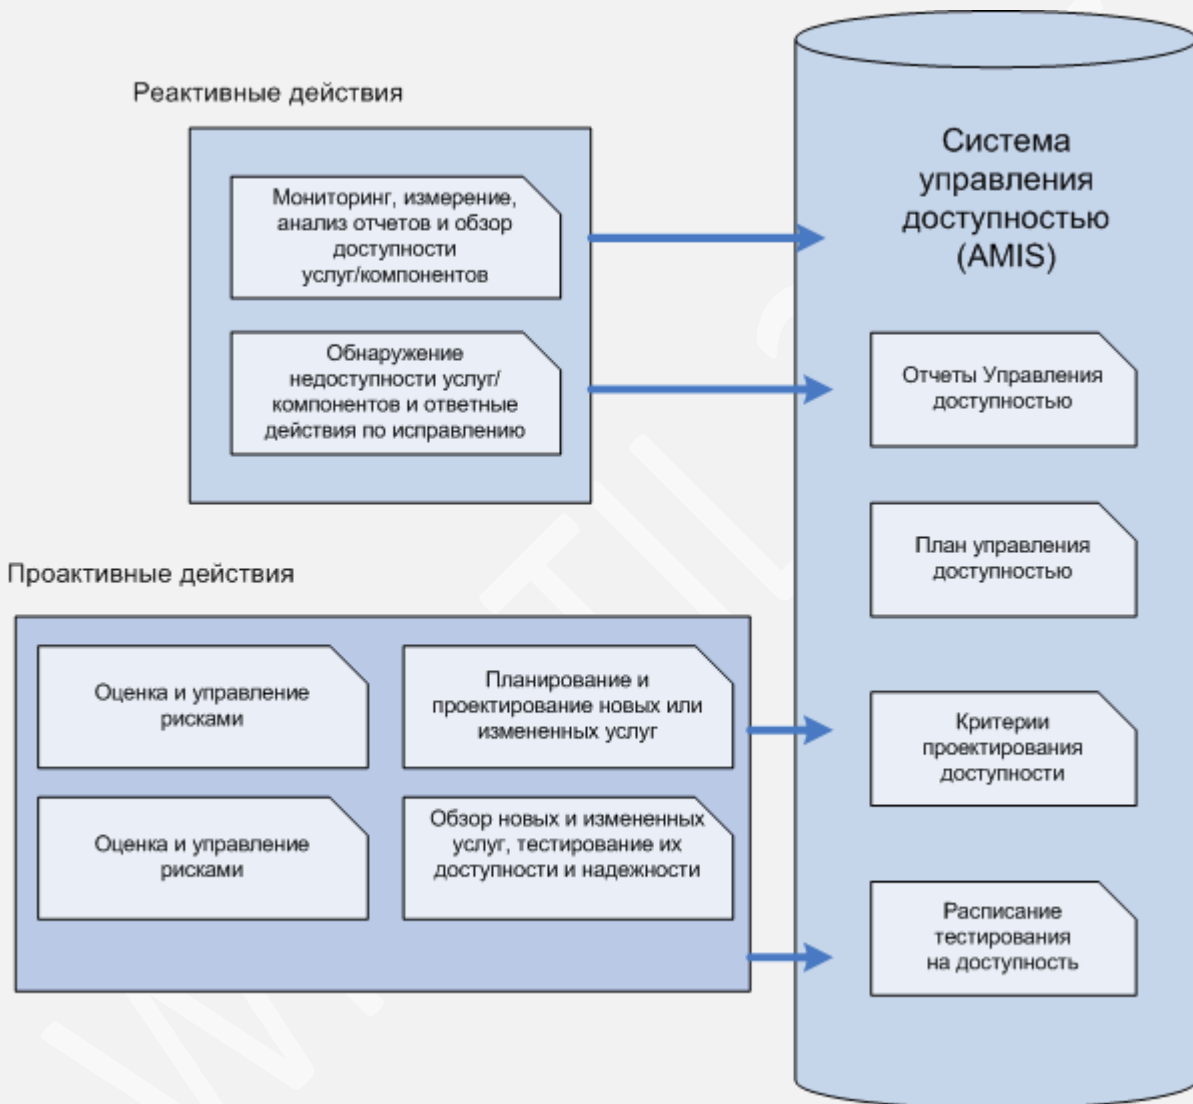 Реактивные действия
Мониторинг, измерение,
анализ отчетов и обзор
доступности
услуг/компонентов
Обнаружение
недоступности услуг/
компонентов и ответные
действия по исправлению
Проактивные действия
Оценка и управление
рисками
Планирование и
проектирование новых или
измененных услуг
Оценка и управление
рисками
Обзор новых и измененных
услуг, тестирование их
доступности и надежности
Система
управления
доступностью
(AMIS)
Отчеты Управления
доступностью
План управления
доступностью
Критерии
проектирования
доступности
Расписание
тестирования
на доступность